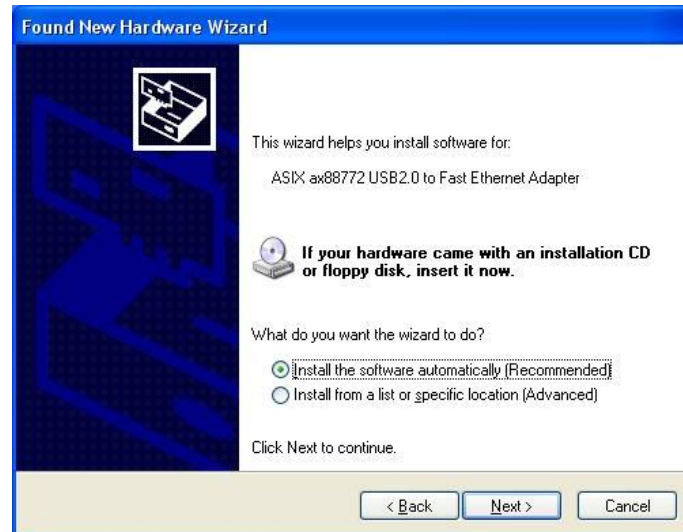 Found New Hardware Wizard
This wizard helps you install software for:
ASIX ax88772 USB2.0 to Fast Ethernet Adapter
If your hardware came with an installation CD
or floppy disk, insert it now.
What do you want the wizard to do?
Install the software automatically (Recommended)
Install from a list or specific location (Advanced)
Click Next to continue.
< Back Next > Cancel